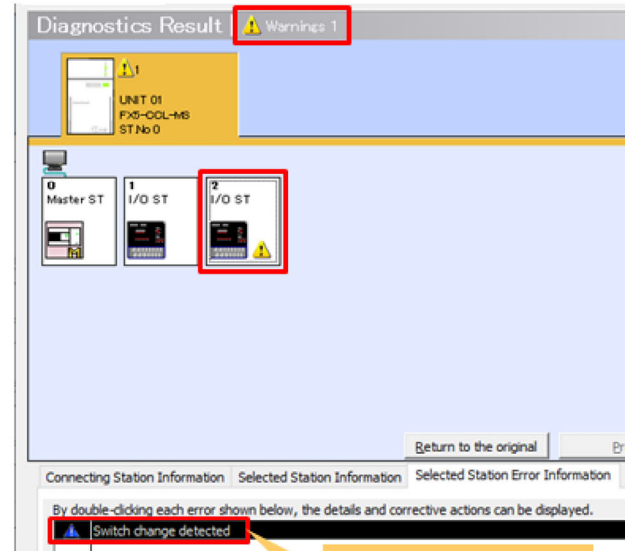 Diagnostics Result
Warnings 1
1
UNIT 01
FX5-CCL-MS
ST.No 0
0
Master ST
M
1
I/O ST
2
I/O ST
Return to the original
Pr
Connecting Station Information
Selected Station Information
Selected Station Error Information
By double-clicking each error shown below, the details and corrective actions can be displayed.
Switch change detected